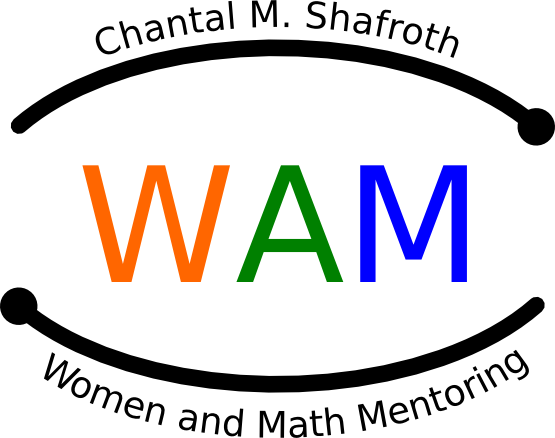 Chantal M. Shafroth
WAM
Women and Math Mentoring